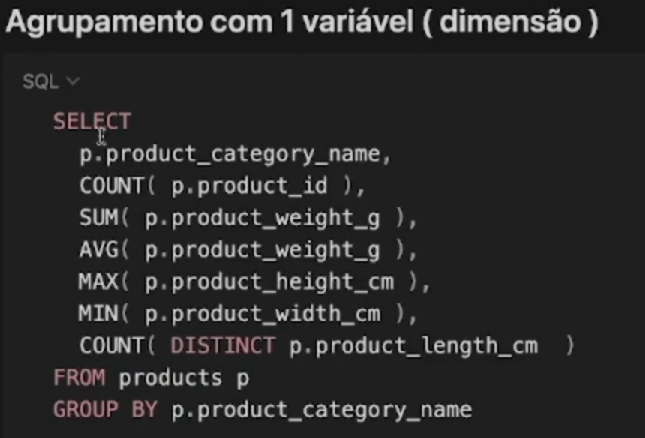 Agrupamento com 1 variável ( dimensão )
SQL
SELECT
p.product_category_name,
COUNT( p.product_id ),
SUM( p.product_weight_g ),
AVG( p.product_weight_g ),
MAX( p.product_height_cm ),
MIN( p.product_width_cm ),
COUNT( DISTINCT p.product_length_cm )
FROM products p
GROUP BY p.product_category_name